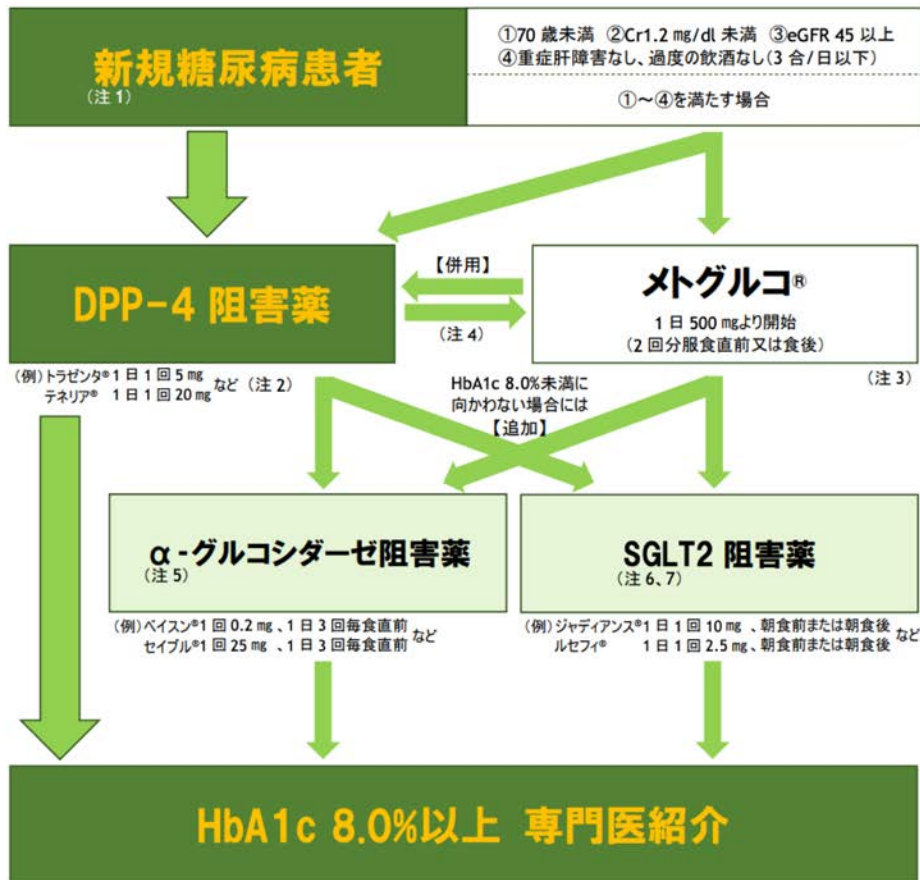 新規糖尿病患者
（注1）
①70 歳未満 ②Cr1.2 mg/dl 未満 ③eGFR 45 以上
④重症肝障害なし、過度の飲酒なし（3 合/日以下）
①～④を満たす場合
DPP-4 阻害薬
【併用】
（注4）
メトグルコ®
1 日 500 mgより開始
（2 回分服食直前又は食後）
（例）トラゼンタ® 1 日 1 回 5 mg
テネリア® 1 日 1 回 20 mg
など（注2）
（注3）
HbA1c 8.0%未満に
向かわない場合には
【追加】
α-グルコシダーゼ阻害薬
（注5）
SGLT2 阻害薬
（注6、7）
（例）ベイスン® 1 回 0.2 mg 、1 日 3 回毎食直前
セイブル® 1 回 25 mg 、1 日 3 回毎食直前
など
（例）ジャディアンス® 1 日 1 回 10 mg 、朝食前または朝食後
ルセフィ® 1 日 1 回 2.5 mg 、朝食前または朝食後
など
HbA1c 8.0%以上 専門医紹介